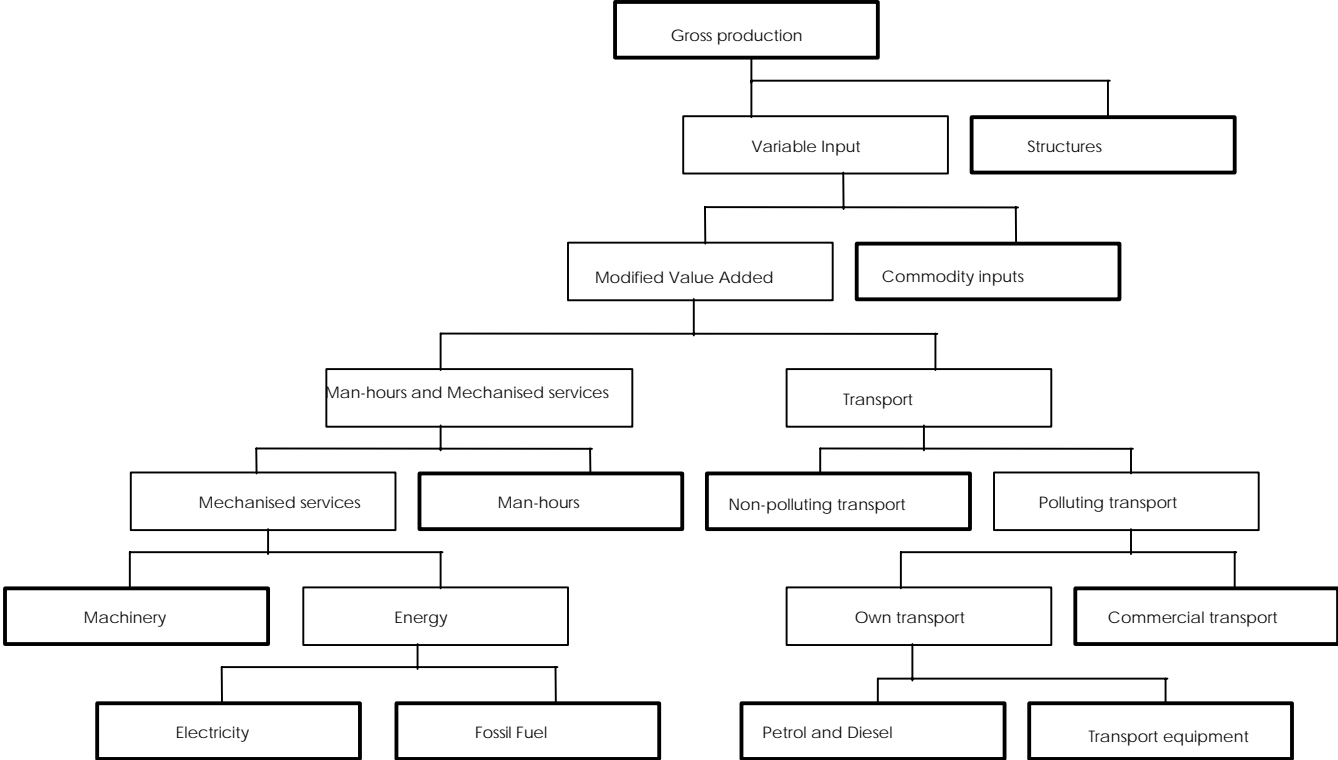 Gross production
Variable Input
Structures
Modified Value Added
Commodity inputs
Man-hours and Mechanised services
Transport
Mechanised services
Man-hours
Non-polluting transport
Polluting transport
Machinery
Energy
Own transport
Commercial transport
Electricity
Fossil Fuel
Petrol and Diesel
Transport equipment